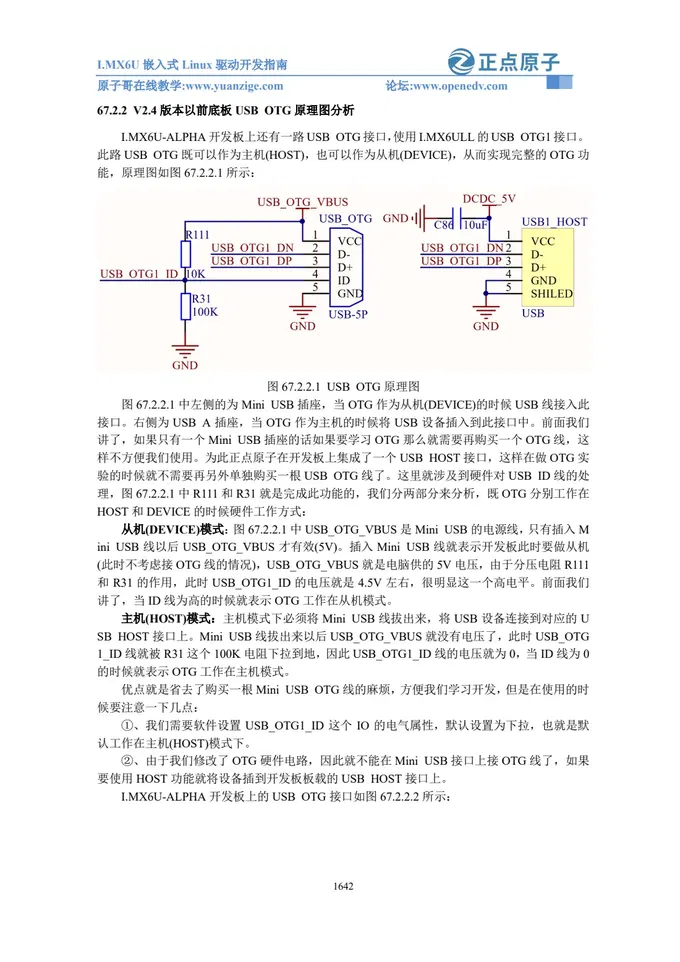 I.MX6U 嵌入式 Linux 驱动开发指南
正点原子
原子哥在线教学:www.yuanzige.com 论坛:www.openedv.com
67.2.2 V2.4 版本以前底板 USB OTG 原理图分析
I.MX6U-ALPHA 开发板上还有一路 USB OTG 接口，使用 I.MX6ULL 的 USB OTG1 接口。
此路 USB OTG 既可以作为主机(HOST)，也可以作为从机(DEVICE)，从而实现完整的 OTG 功
能，原理图如图 67.2.2.1 所示：
USB_OTG_VBUS
USB_OTG
R111
10K
USB_OTG1_DN
USB_OTG1_DP
USB_OTG1_ID
1 VCC
2 D-
3 D+
4 ID
5 GND
USB-5P
R31
100K
GND
GND
DCDC_5V
GND
C86 10uF
USB1_HOST
USB_OTG1_DN
USB_OTG1_DP
1 VCC
2 D-
3 D+
4 GND
5 SHILED
USB
GND
图 67.2.2.1 USB OTG 原理图
图 67.2.2.1 中左侧的为 Mini USB 插座，当 OTG 作为从机(DEVICE)的时候 USB 线接入此
接口。右侧为 USB A 插座，当 OTG 作为主机的时候将 USB 设备插入到此接口中。前面我们
讲了，如果只有一个 Mini USB 插座的话如果要学习 OTG 那么就需要再购买一个 OTG 线，这
样不方便我们使用。为此正点原子在开发板上集成了一个 USB HOST 接口，这样在做 OTG 实
验的时候就不需要再另外单独购买一根 USB OTG 线了。这里就涉及到硬件对 USB ID 线的处
理，图 67.2.2.1 中 R111 和 R31 就是完成此功能的，我们分两部分来分析，既 OTG 分别工作在
HOST 和 DEVICE 的时候硬件工作方式：
从机(DEVICE)模式：图 67.2.2.1 中 USB_OTG_VBUS 是 Mini USB 的电源线，只有插入 M
ini USB 线以后 USB_OTG_VBUS 才有效(5V)。插入 Mini USB 线就表示开发板此时要做从机
(此时不考虑接 OTG 线的情况)，USB_OTG_VBUS 就是电脑供的 5V 电压，由于分压电阻 R111
和 R31 的作用，此时 USB_OTG1_ID 的电压就是 4.5V 左右，很明显这一个高电平。前面我们
讲了，当 ID 线为高的时候就表示 OTG 工作在从机模式。
主机(HOST)模式：主机模式下必须将 Mini USB 线拔出来，将 USB 设备连接到对应的 U
SB HOST 接口上。Mini USB 线拔出来以后 USB_OTG_VBUS 就没有电压了，此时 USB_OTG
1_ID 线就被 R31 这个 100K 电阻下拉到地，因此 USB_OTG1_ID 线的电压就为 0，当 ID 线为 0
的时候就表示 OTG 工作在主机模式。
优点就是省去了购买一根 Mini USB OTG 线的麻烦，方便我们学习开发，但是在使用的时
候要注意一下几点：
①、我们需要软件设置 USB_OTG1_ID 这个 IO 的电气属性，默认设置为下拉，也就是默
认工作在主机(HOST)模式下。
②、由于我们修改了 OTG 硬件电路，因此就不能在 Mini USB 接口上接 OTG 线了，如果
要使用 HOST 功能就将设备插到开发板板载的 USB HOST 接口上。
I.MX6U-ALPHA 开发板上的 USB OTG 接口如图 67.2.2.2 所示：
1642